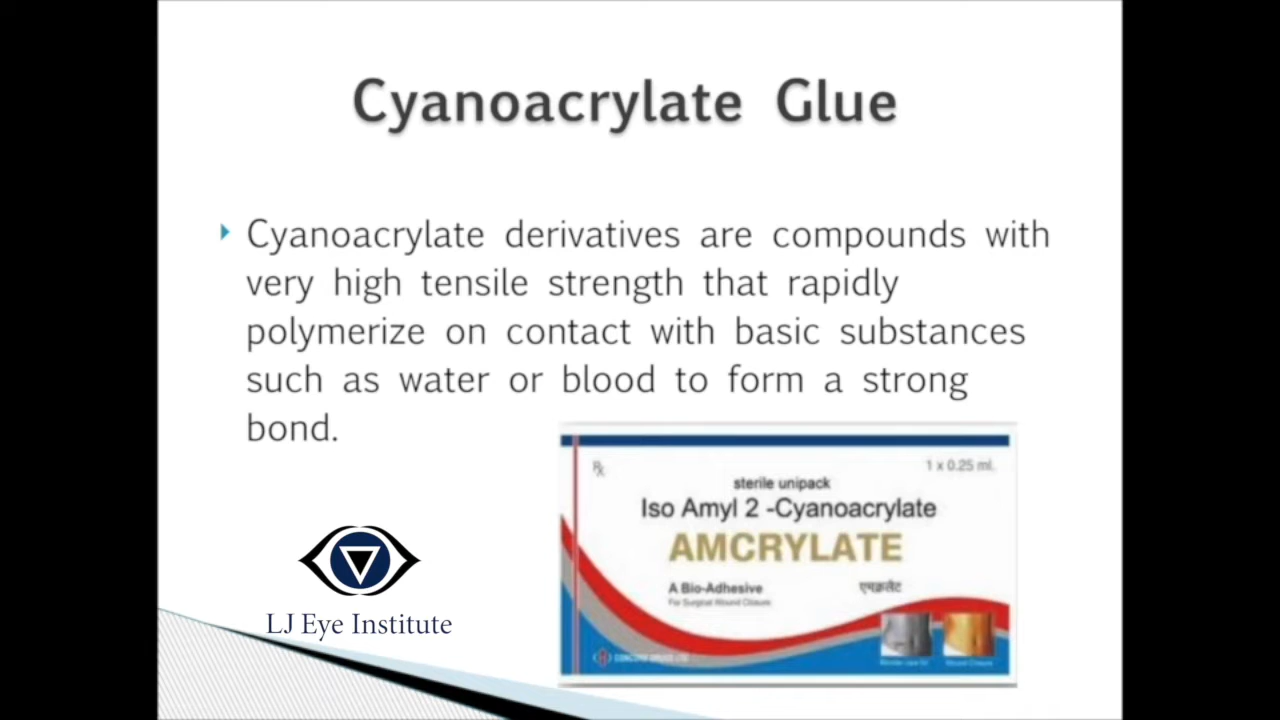 Cyanoacrylate Glue
Cyanoacrylate derivatives are compounds with
very high tensile strength that rapidly
polymerize on contact with basic substances
such as water or blood to form a strong
bond.
℞
1 x 0.25 ml.
sterile unipack
Iso Amyl 2 -Cyanoacrylate
AMCRYLATE
A Bio-Adhesive
एमक्रलेट
For Surgical Wound Closure
LJ Eye Institute
Wound Closure